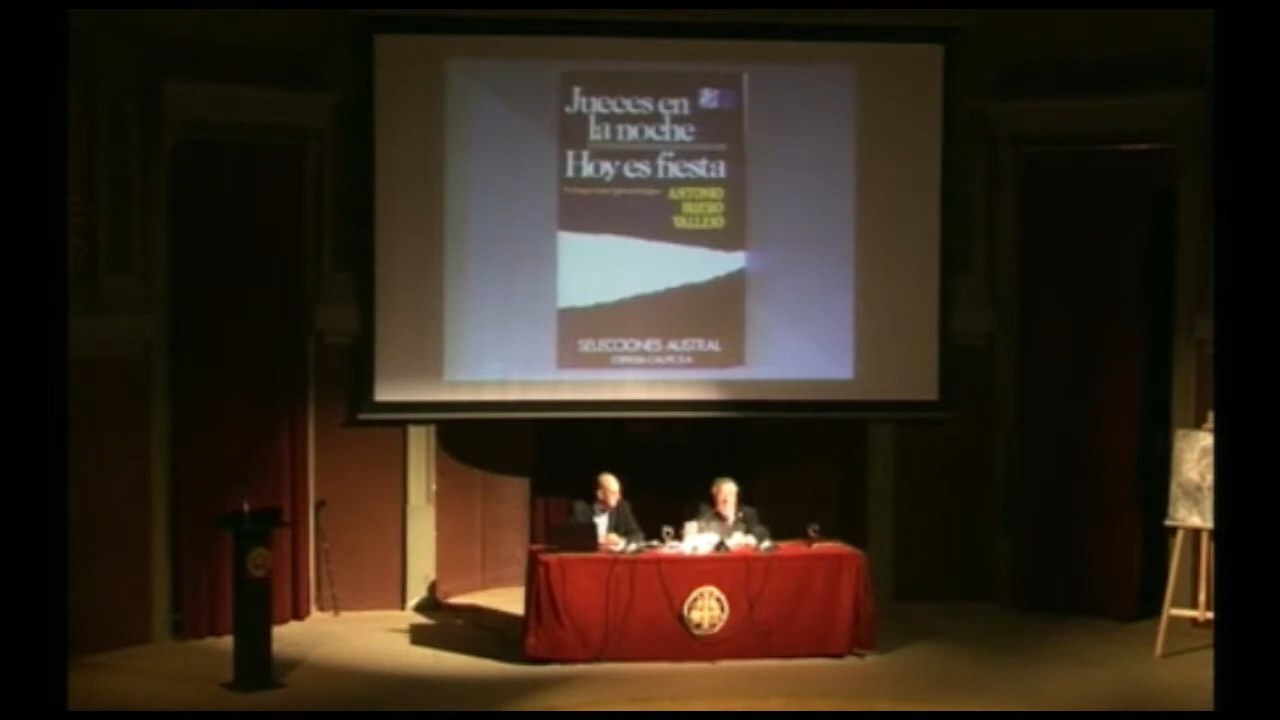 Jueces en
la noche
Hoy es fiesta
ANTONIO
BUERO
VALLEJO
SELECCIONES AUSTRAL
ESPASA-CALPE, S.A.